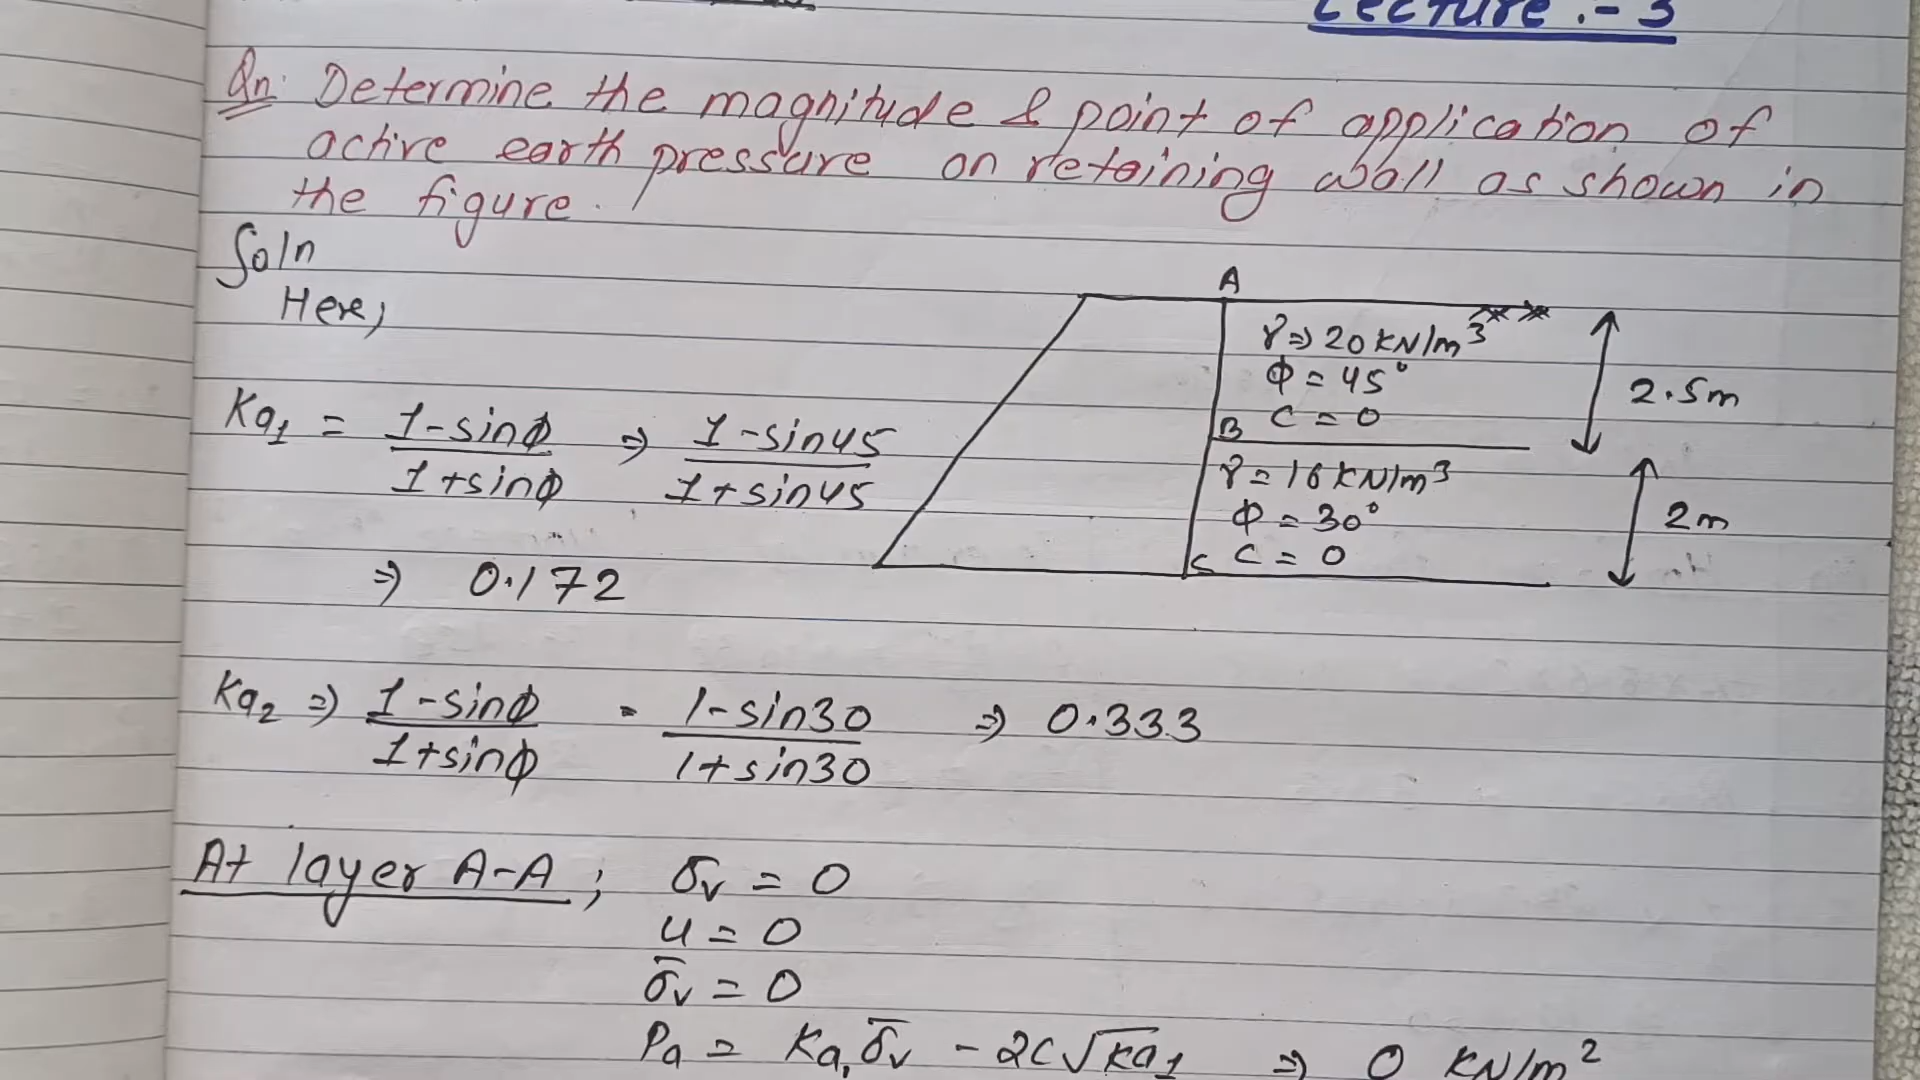 Lecture :- 3
Qn: Determine the magnitude & point of application of
active earth pressure on retaining wall as shown in
the figure.
Soln
Here,
A
γ ⇒ 20 KN/m³
Φ = 45°
C = 0
2.5m
B
γ = 16 KN/m³
Φ = 30°
C = 0
2m
C
Ka₁ = 1-sinΦ / 1+sinΦ ⇒ 1-sin45 / 1+sin45
⇒ 0.172
Ka₂ ⇒ 1-sinΦ / 1+sinΦ = 1-sin30 / 1+sin30 ⇒ 0.333
At layer A-A ; σv = 0
u = 0
σ̄v = 0
Pa = Ka₁ σ̄v - 2C√Ka₁ ⇒ 0 KN/m²